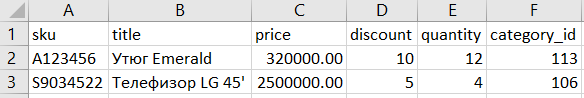 A B C D E F
1 sku title price discount quantity category_id
2 A123456 Утюг Emerald 320000.00 10 12 113
3 S9034522 Телефизор LG 45' 2500000.00 5 4 106